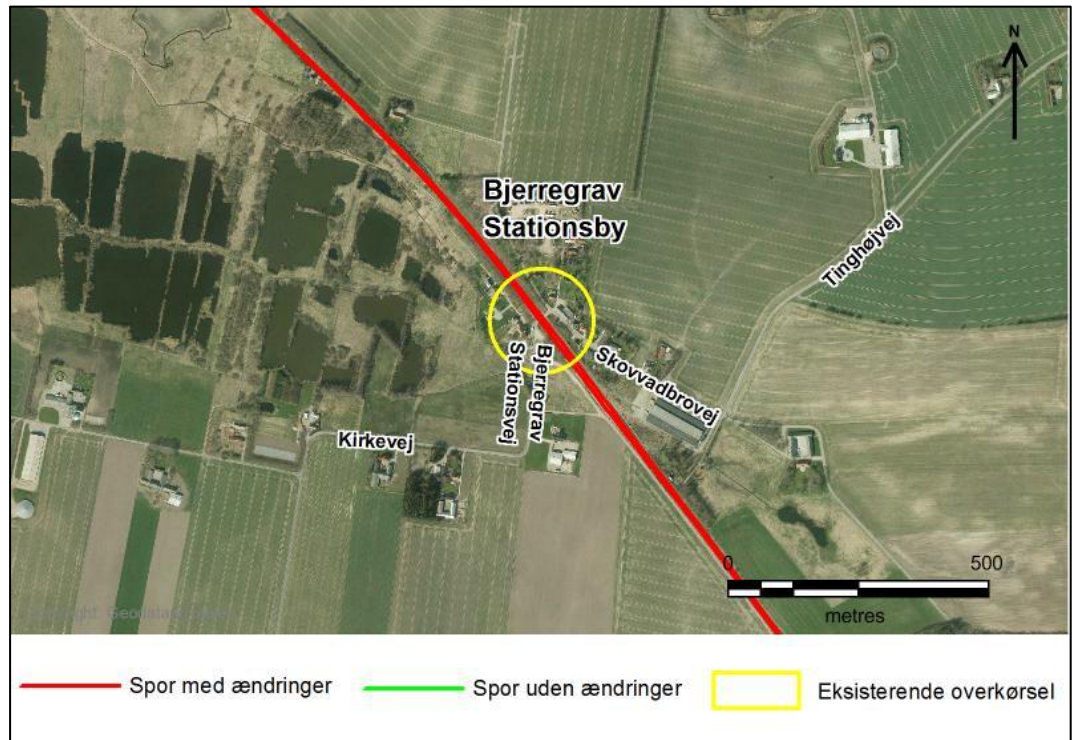 N
Bjerregrav
Stationsby
Tinghøjvej
Skovvadbrovej
Bjerregrav
Stationsvej
Kirkevej
0 500
metres
Spor med ændringer
Spor uden ændringer
Eksisterende overkørsel